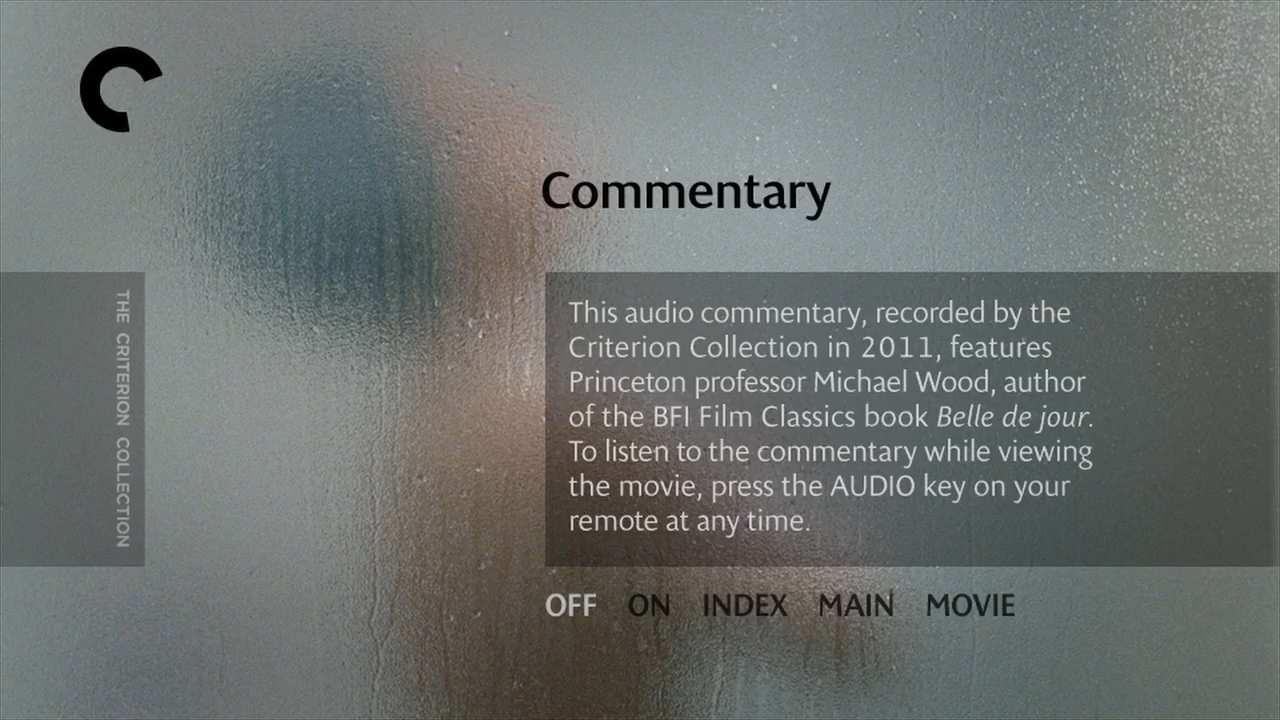 Commentary
THE CRITERION COLLECTION
This audio commentary, recorded by the
Criterion Collection in 2011, features
Princeton professor Michael Wood, author
of the BFI Film Classics book Belle de jour.
To listen to the commentary while viewing
the movie, press the AUDIO key on your
remote at any time.
OFF ON INDEX MAIN MOVIE